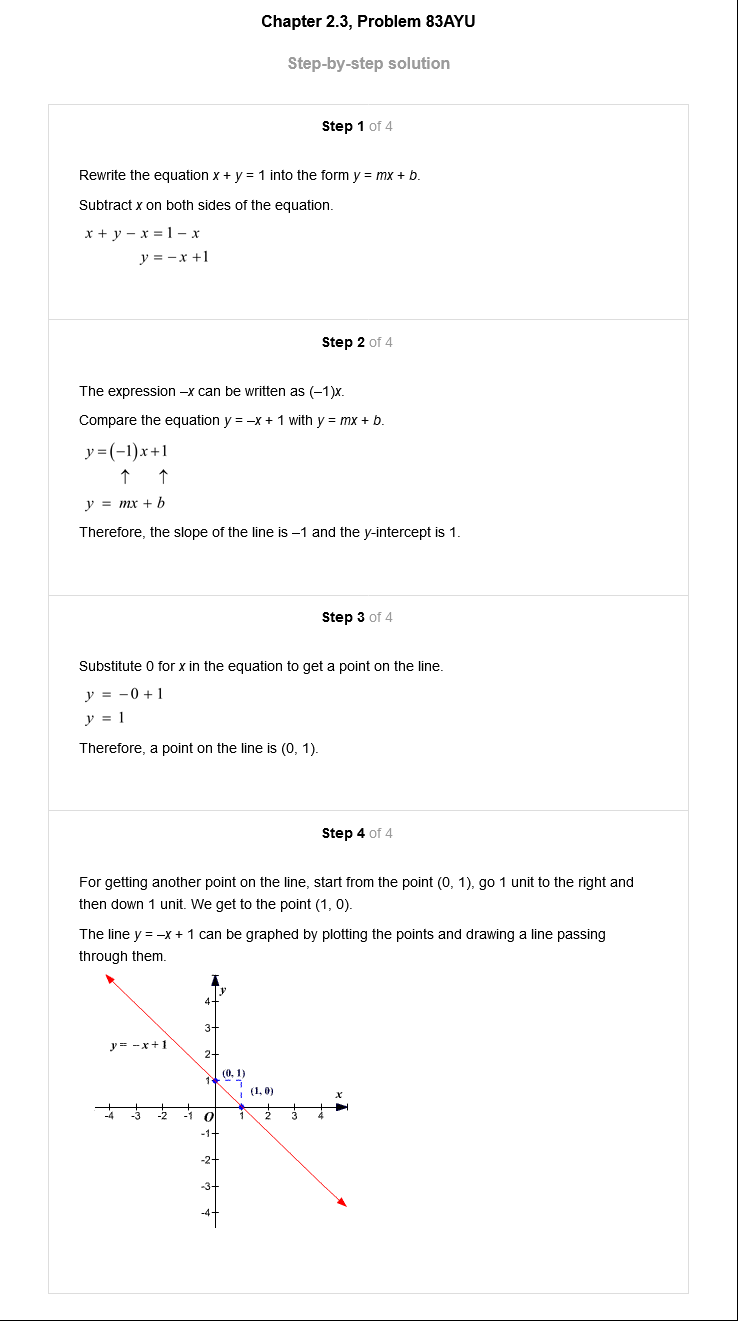 Chapter 2.3, Problem 83AYU
Step-by-step solution
Step 1 of 4
Rewrite the equation x + y = 1 into the form y = mx + b.
Subtract x on both sides of the equation.
x + y − x = 1 − x
y = − x +1
Step 2 of 4
The expression –x can be written as (–1)x.
Compare the equation y = –x + 1 with y = mx + b.
y = (−1) x +1
↑ ↑
y = mx + b
Therefore, the slope of the line is –1 and the y-intercept is 1.
Step 3 of 4
Substitute 0 for x in the equation to get a point on the line.
y = −0 + 1
y = 1
Therefore, a point on the line is (0, 1).
Step 4 of 4
For getting another point on the line, start from the point (0, 1), go 1 unit to the right and
then down 1 unit. We get to the point (1, 0).
The line y = –x + 1 can be graphed by plotting the points and drawing a line passing
through them.
y
4
3
y = − x + 1
2
(0, 1)
1
(1, 0)
x
-4 -3 -2 -1 O 1 2 3 4
-1
-2
-3
-4